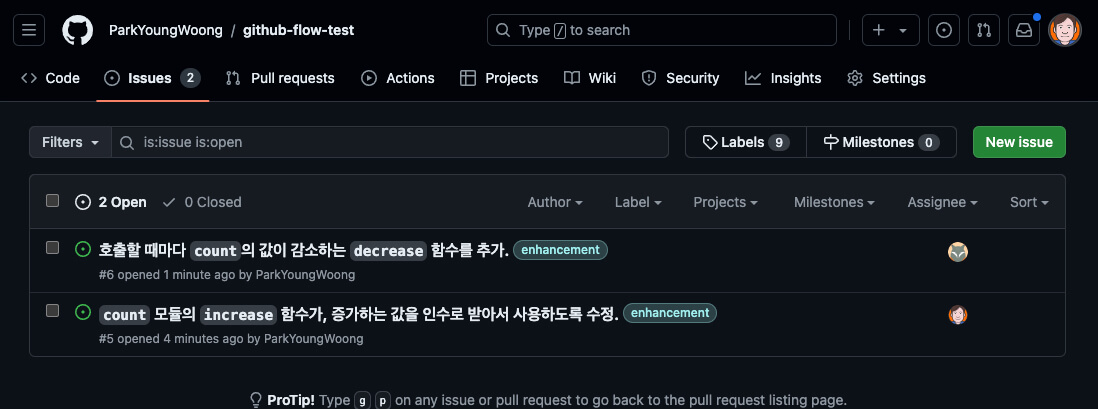 ParkYoungWoong / github-flow-test Type / to search
Code Issues 2 Pull requests Actions Projects Wiki Security Insights Settings
Filters is:issue is:open Labels 9 Milestones 0 New issue
2 Open 0 Closed Author Label Projects Milestones Assignee Sort
호출할 때마다 count의 값이 감소하는 decrease 함수를 추가. enhancement
#6 opened 1 minute ago by ParkYoungWoong
count 모듈의 increase 함수가, 증가하는 값을 인수로 받아서 사용하도록 수정. enhancement
#5 opened 4 minutes ago by ParkYoungWoong
ProTip! Type g p on any issue or pull request to go back to the pull request listing page.